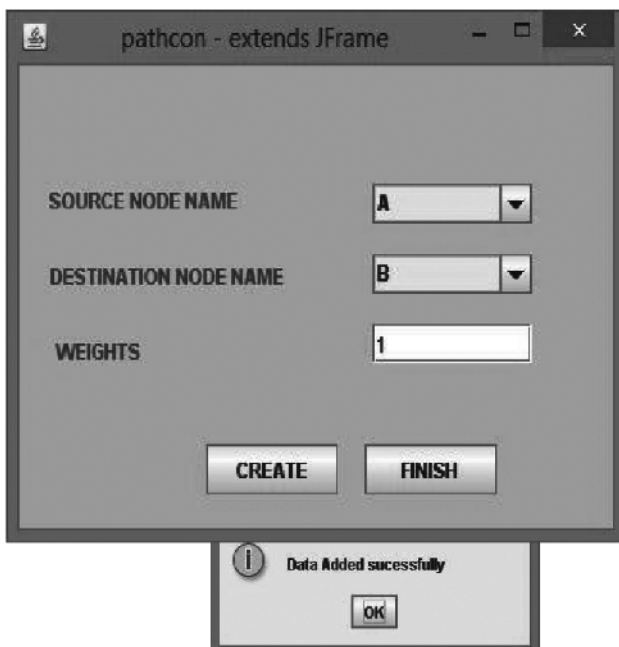 pathcon - extends JFrame
SOURCE NODE NAME
A
DESTINATION NODE NAME
B
WEIGHTS
1
CREATE
FINISH
Data Added sucessfully
OK